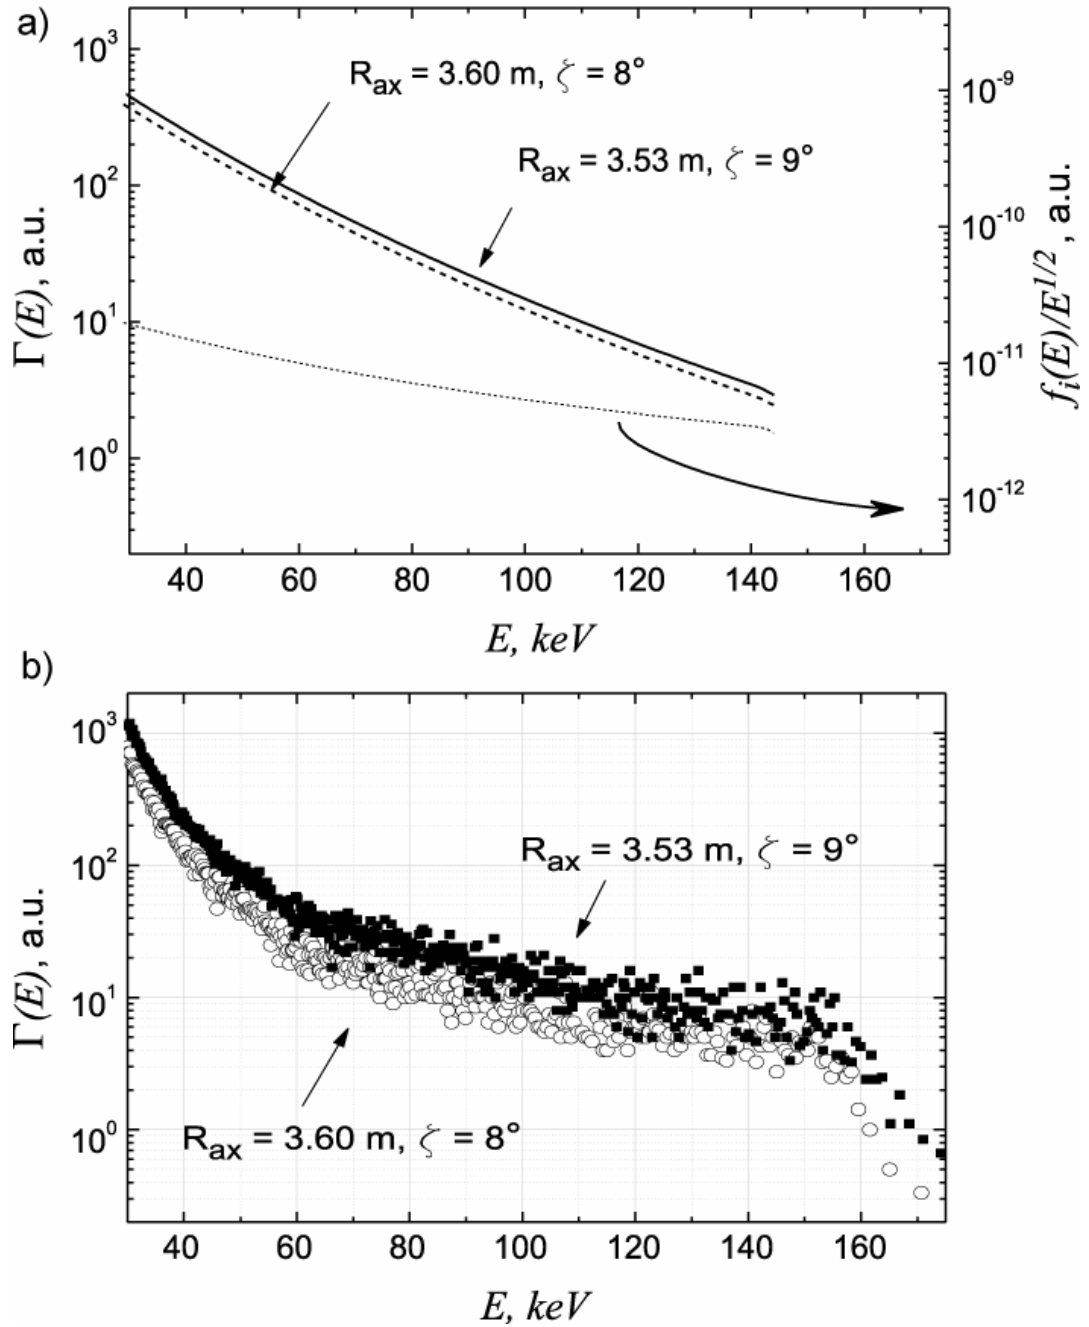 a)
10³
10²
10¹
10⁰
Γ(E), a.u.
R_ax = 3.60 m, ζ = 8°
R_ax = 3.53 m, ζ = 9°
10⁻⁹
10⁻¹⁰
10⁻¹¹
10⁻¹²
f_i(E)/E^{1/2}, a.u.
40 60 80 100 120 140 160
E, keV
b)
10³
10²
10¹
10⁰
Γ(E), a.u.
R_ax = 3.53 m, ζ = 9°
R_ax = 3.60 m, ζ = 8°
40 60 80 100 120 140 160
E, keV